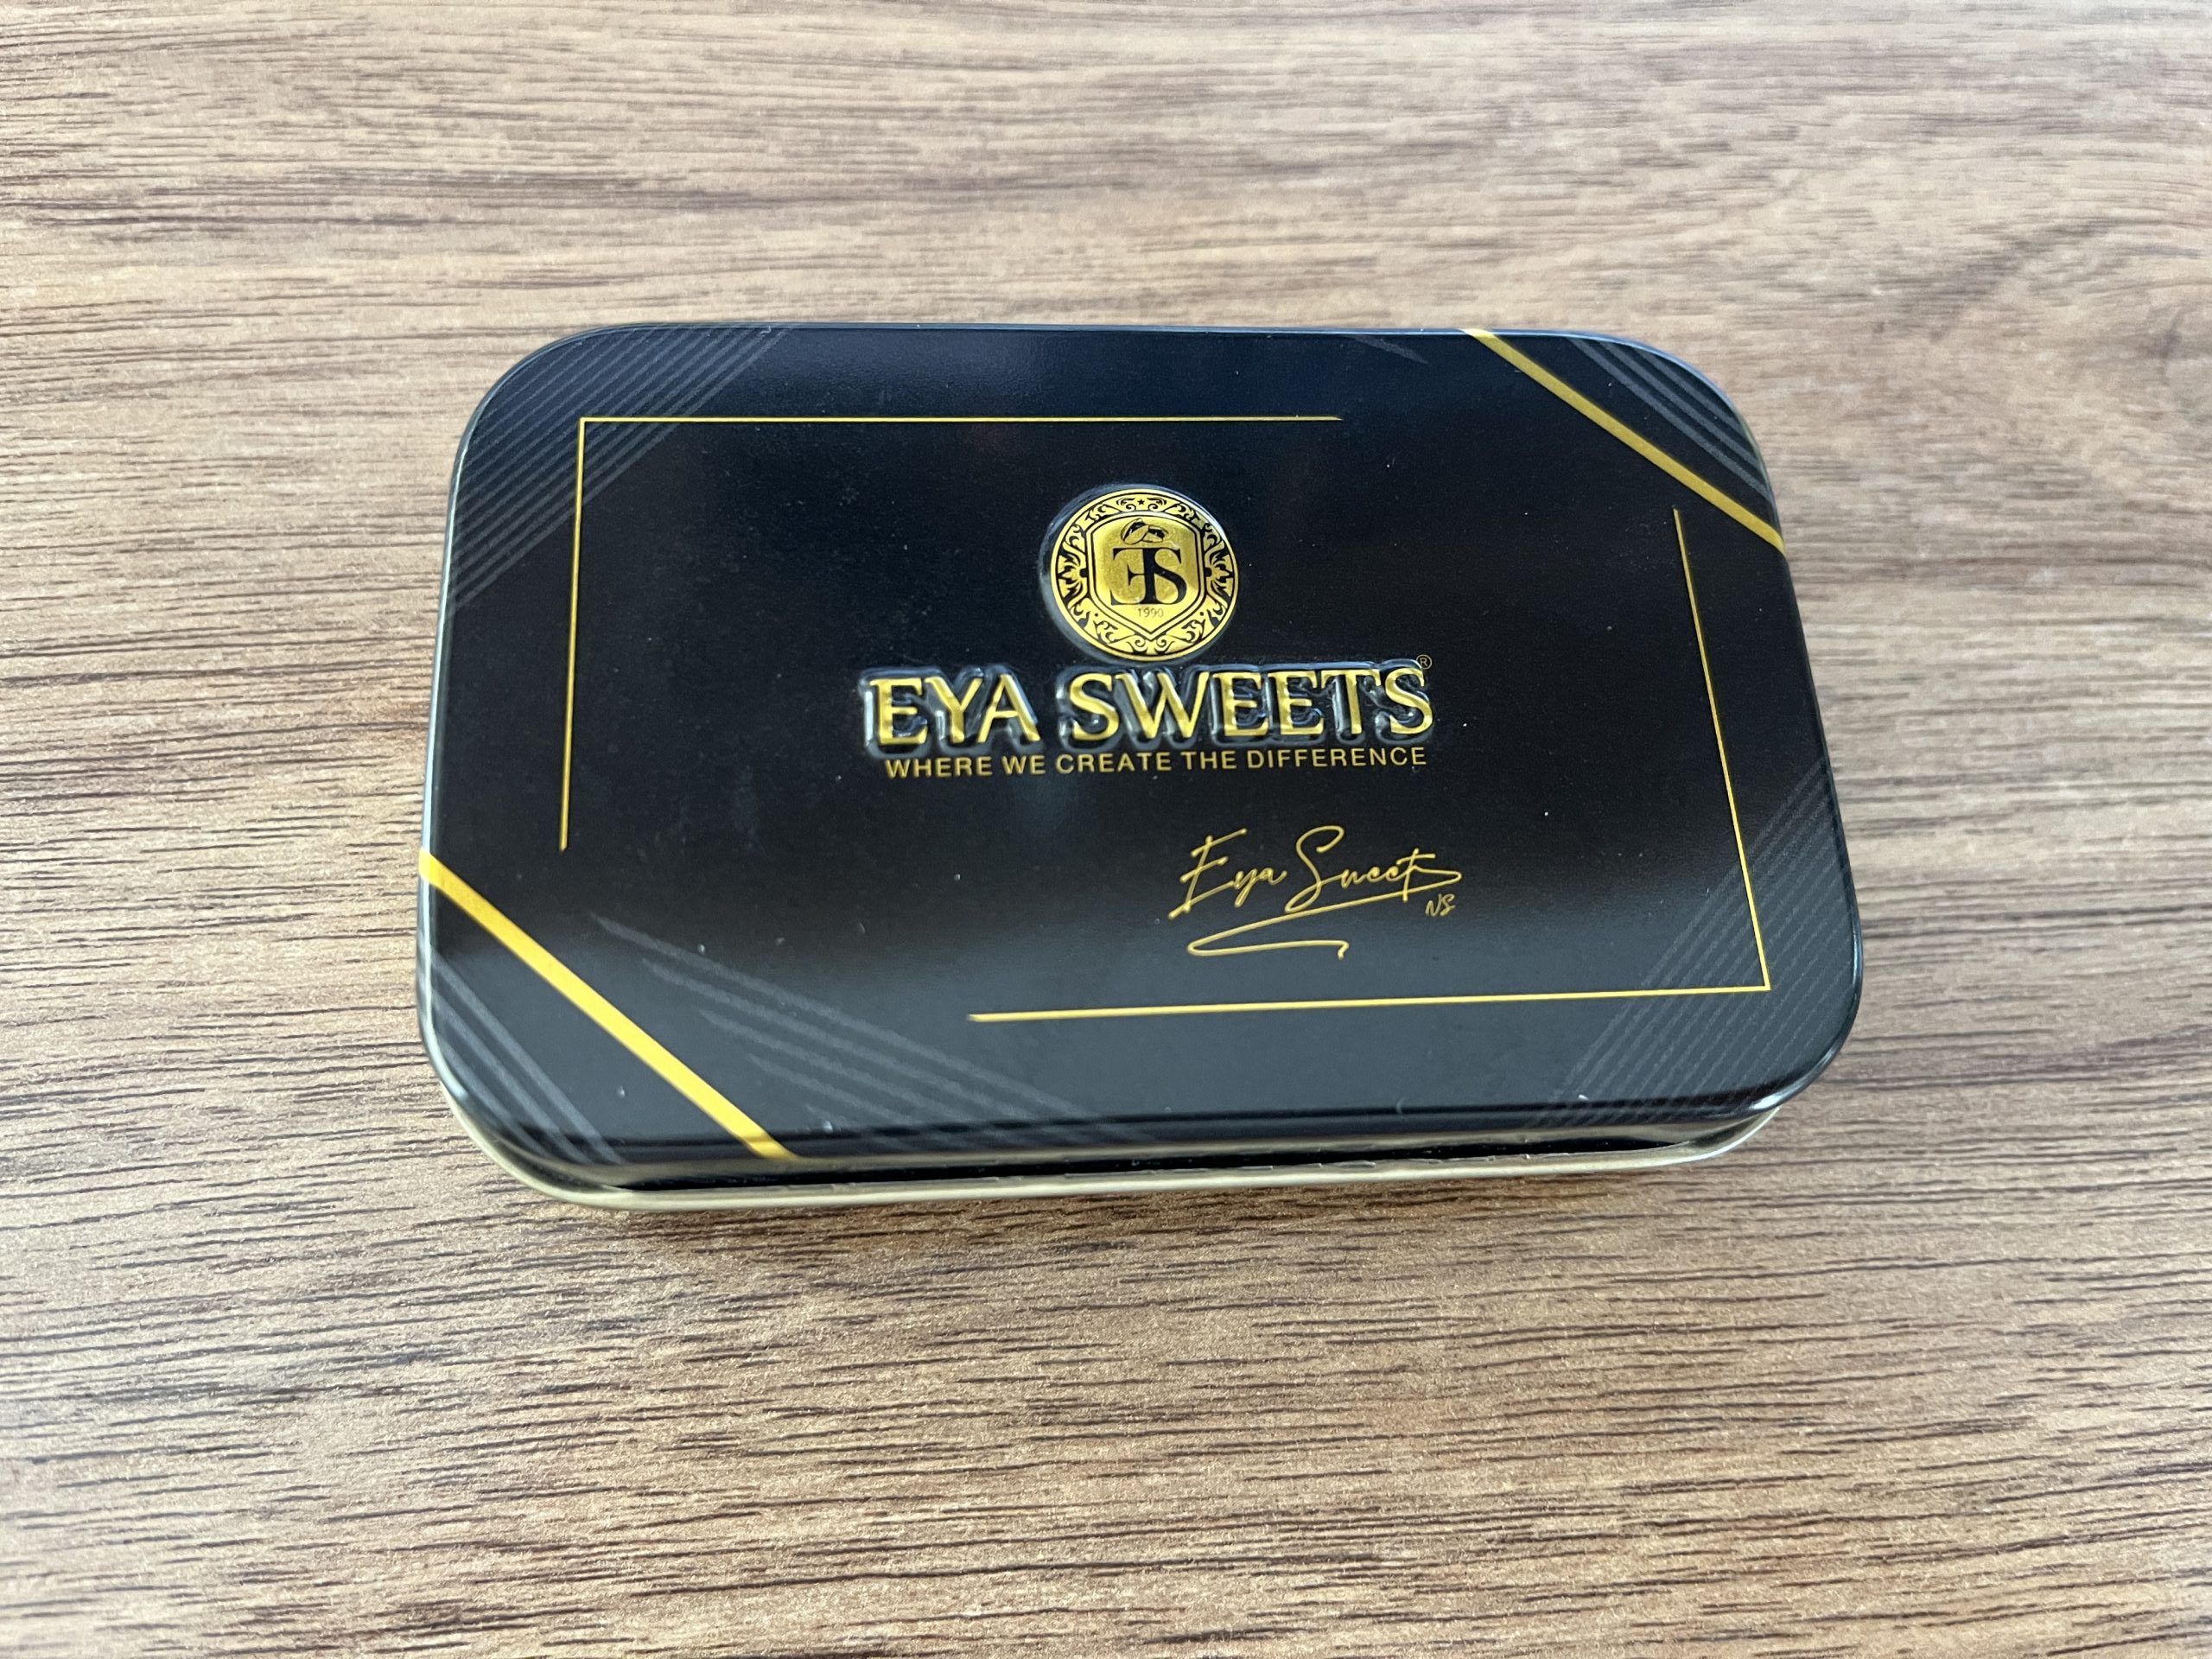 ES
1990
EYA SWEETS®
WHERE WE CREATE THE DIFFERENCE
Eya Sweets
NS